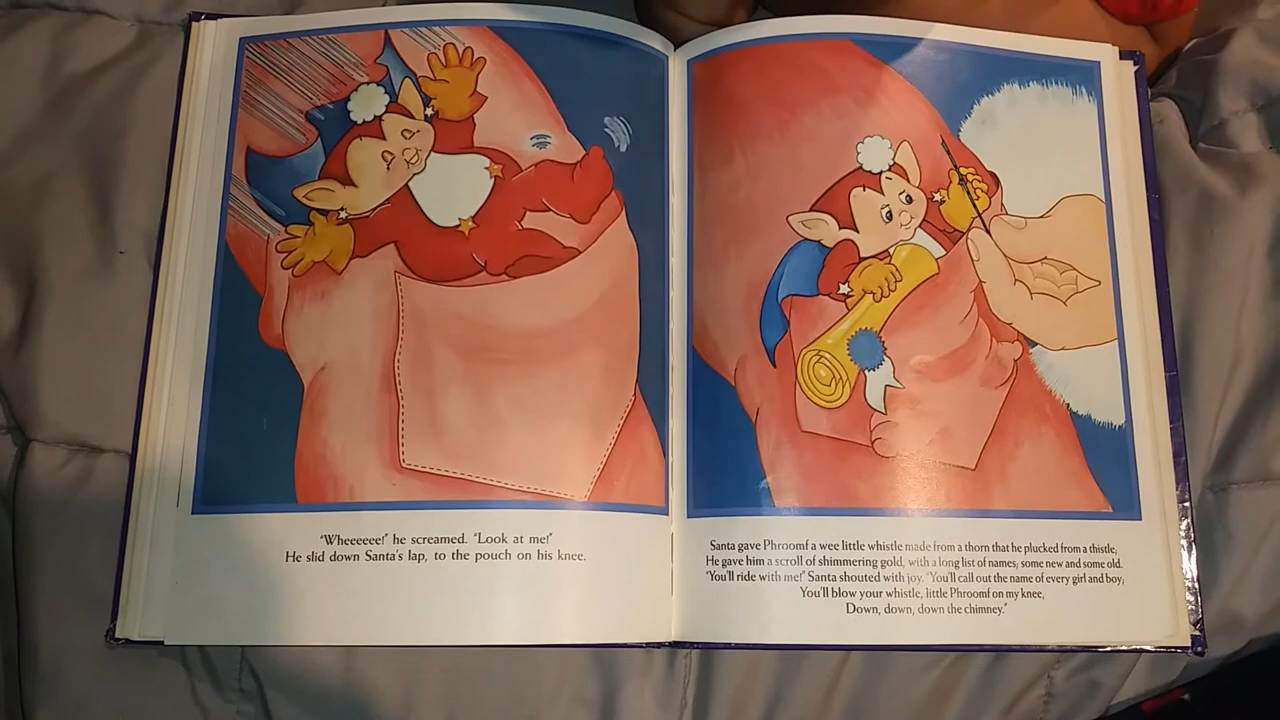 "Wheeeeee!" he screamed. "Look at me!"
He slid down Santa's lap, to the pouch on his knee.
Santa gave Phroomf a wee little whistle made from a thorn that he plucked from a thistle,
He gave him a scroll of shimmering gold, with a long list of names; some new and some old.
"You'll ride with me!" Santa shouted with joy. "You'll call out the name of every girl and boy;
You'll blow your whistle, little Phroomf on my knee,
Down, down, down the chimney."